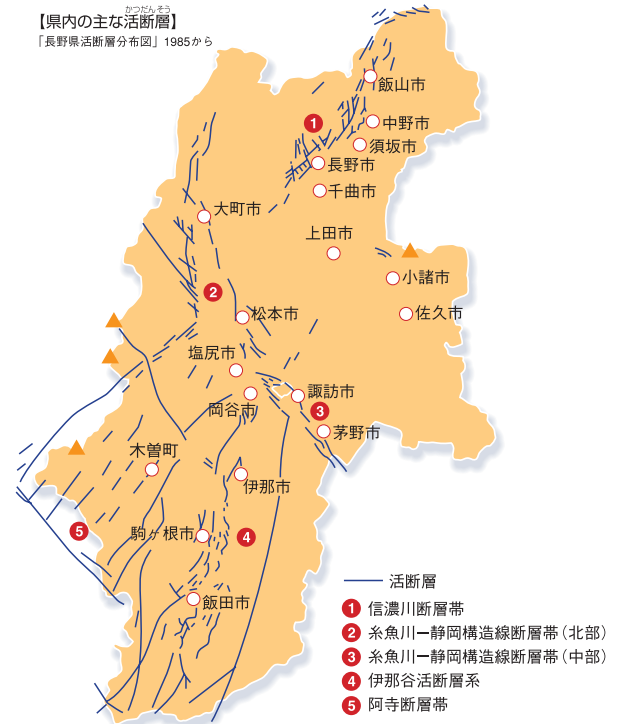 かつだんそう
【県内の主な活断層】
「長野県活断層分布図」1985から
飯山市
1
中野市
須坂市
長野市
千曲市
大町市
上田市
小諸市
2
松本市
佐久市
塩尻市
諏訪市
岡谷市
3
茅野市
木曽町
伊那市
5
駒ヶ根市
4
飯田市
活断層
1 信濃川断層帯
2 糸魚川ー静岡構造線断層帯（北部）
3 糸魚川ー静岡構造線断層帯（中部）
4 伊那谷活断層系
5 阿寺断層帯